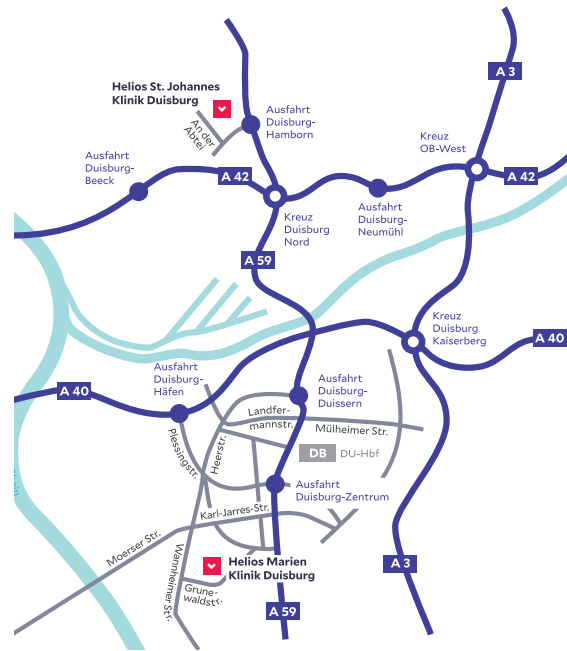 A 3
Helios St. Johannes
Klinik Duisburg
An der
Abtei
Ausfahrt
Duisburg-
Hamborn
Kreuz
OB-West
Ausfahrt
Duisburg-
Beeck
A 42
A 42
Kreuz
Duisburg
Nord
Ausfahrt
Duisburg-
Neumühl
A 59
Kreuz
Duisburg
Kaiserberg
A 40
Ausfahrt
Duisburg-
Häfen
A 40
Ausfahrt
Duisburg-
Duissern
Landfer-
mannstr.
Mülheimer Str.
Plessingstr.
Heerstr.
DB DU-Hbf
Ausfahrt
Duisburg-Zentrum
Karl-Jarres-Str.
Moerser Str.
Wannheimer Str.
Helios Marien
Klinik Duisburg
A 3
Grune-
waldstr.
A 59